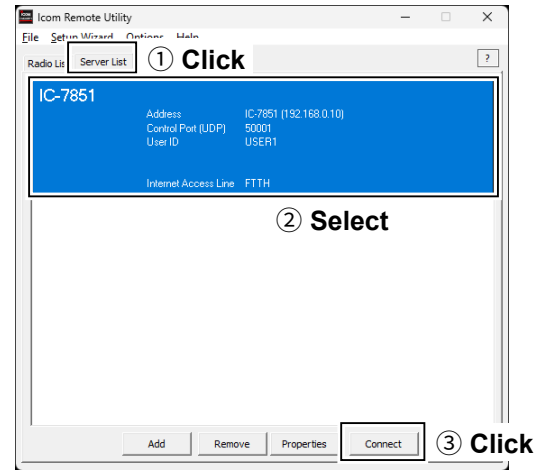 Icom Remote Utility
File Setup Wizard Options Help
Radio Lis Server List ① Click ?
IC-7851
Address IC-7851 (192.168.0.10)
Control Port (UDP) 50001
User ID USER1
Internet Access Line FTTH
② Select
Add Remove Properties Connect ③ Click